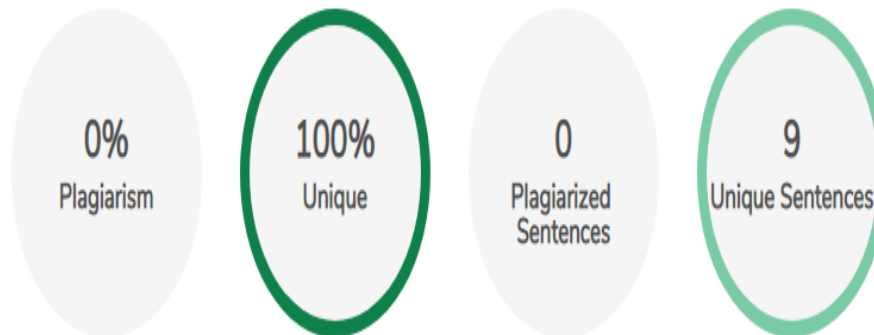 0%
Plagiarism
100%
Unique
0
Plagiarized
Sentences
9
Unique Sentences